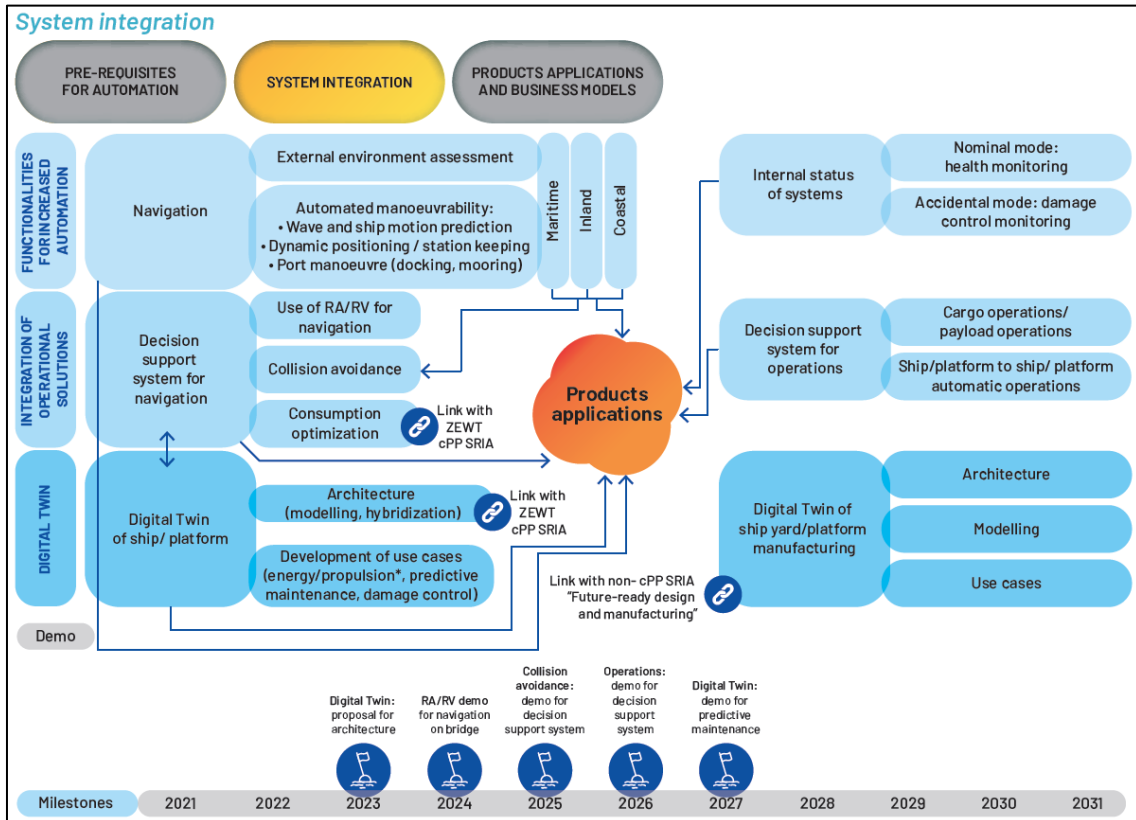 System integration
PRE-REQUISITES
FOR AUTOMATION
SYSTEM INTEGRATION
PRODUCTS APPLICATIONS
AND BUSINESS MODELS
FUNCTIONALITIES
FOR INCREASED
AUTOMATION
Navigation
External environment assessment
Automated manoeuvrability:
• Wave and ship motion prediction
• Dynamic positioning / station keeping
• Port manoeuvre (docking, mooring)
Maritime
Inland
Coastal
Internal status
of systems
Nominal mode:
health monitoring
Accidental mode: damage
control monitoring
INTEGRATION OF
OPERATIONAL
SOLUTIONS
Decision
support
system for
navigation
Use of RA/RV for
navigation
Collision avoidance
Consumption
optimization
Link with
ZEWT
cPP SRIA
Products
applications
Decision support
system for
operations
Cargo operations/
payload operations
Ship/platform to ship/ platform
automatic operations
DIGITAL TWIN
Digital Twin
of ship/ platform
Architecture
(modelling, hybridization)
Link with
ZEWT
cPP SRIA
Development of use cases
(energy/propulsion*, predictive
maintenance, damage control)
Link with non- cPP SRIA
“Future-ready design
and manufacturing”
Digital Twin of
ship yard/platform
manufacturing
Architecture
Modelling
Use cases
Demo
Digital Twin:
proposal for
architecture
RA/RV demo
for navigation
on bridge
Collision
avoidance:
demo for
decision
support system
Operations:
demo for
decision
support
system
Digital Twin:
demo for
predictive
maintenance
Milestones
2021
2022
2023
2024
2025
2026
2027
2028
2029
2030
2031